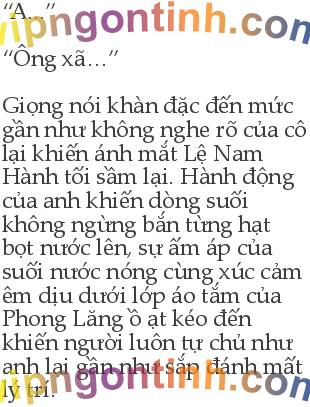 “A...”
vipngontinh.com
“Ông xã…”
Giọng nói khàn đặc đến mức
gần như không nghe rõ của cô
lại khiến ánh mắt Lệ Nam
Hành tối sầm lại. Hành động
của anh khiến dòng suối
không ngừng bắn từng hạt
bọt nước lên, sự ấm áp của
suối nước nóng cùng xúc cảm
êm dịu dưới lớp áo tắm của
Phong Lăng ồ ạt kéo đến
khiến người luôn tự chủ như
anh lại gần như sắp đánh mất
lý trí.
vipngontinh.com